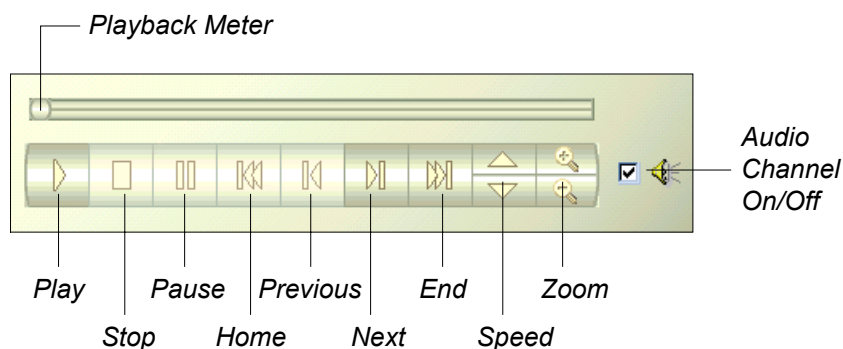 Playback Meter
Audio
Channel
On/Off
Play
Pause
Previous
End
Zoom
Stop
Home
Next
Speed